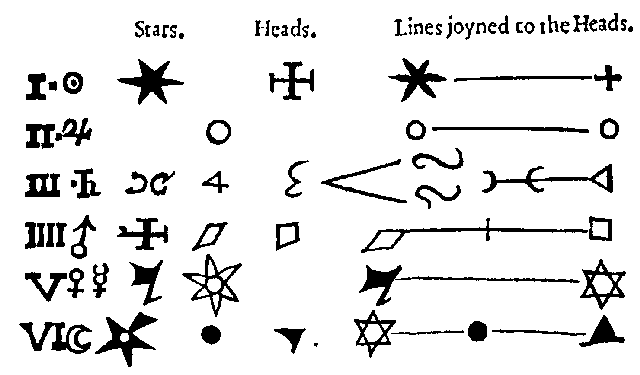 Stars. Heads. Lines joyned to the Heads.
I·☉
II·♃
III·♄
IIII♂
V♀☿
VI☾